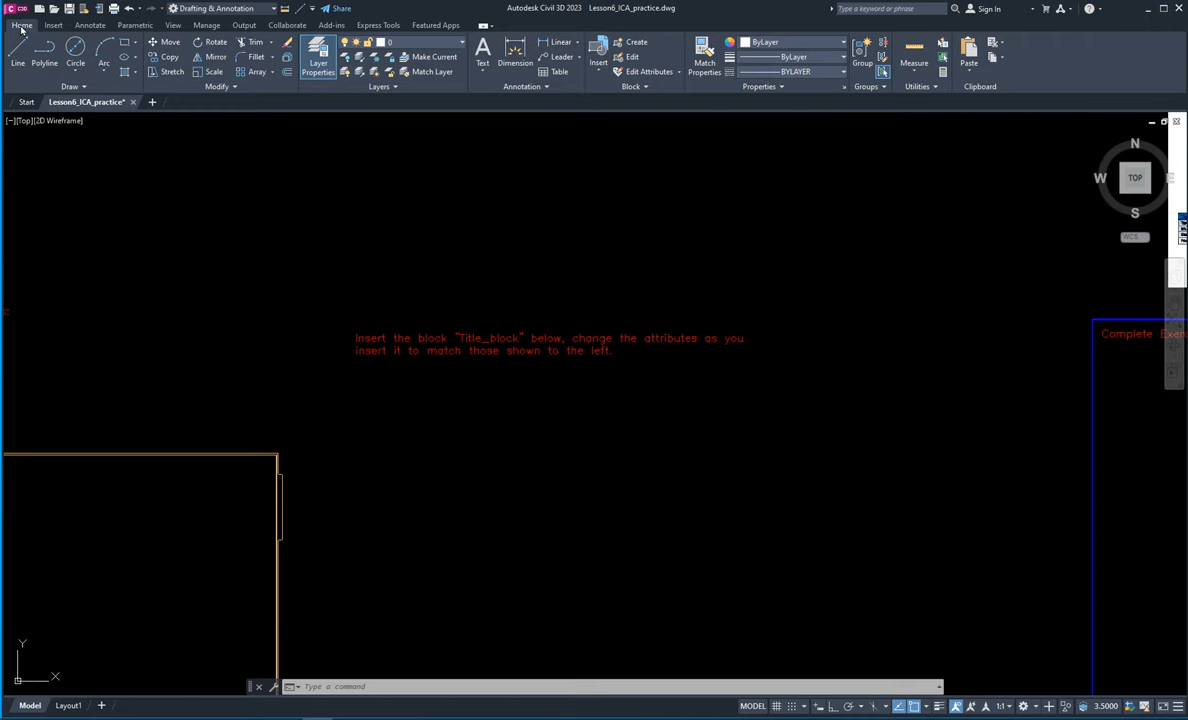 C3D Drafting & Annotation Share Autodesk Civil 3D 2023 Lesson6_ICA_practice.dwg Type a keyword or phrase Sign In
Home Insert Annotate Parametric View Manage Output Collaborate Add-ins Express Tools Featured Apps
Line Polyline Circle Arc
Move Rotate Trim
Copy Mirror Fillet
Stretch Scale Array
Layer Properties
0
Make Current
Match Layer
Text Dimension
Linear
Leader
Table
Insert
Create
Edit
Edit Attributes
Match Properties
ByLayer
ByLayer
BYLAYER
Group
Measure
Paste
Draw Modify Layers Annotation Block Properties Groups Utilities Clipboard
Start Lesson6_ICA_practice*
[−][Top][2D Wireframe]
N
W TOP E
S
WCS
Insert the block "Title_block" below, change the attributes as you
insert it to match those shown to the left.
Y
X
Type a command
Model Layout1 MODEL 1:1 3.5000